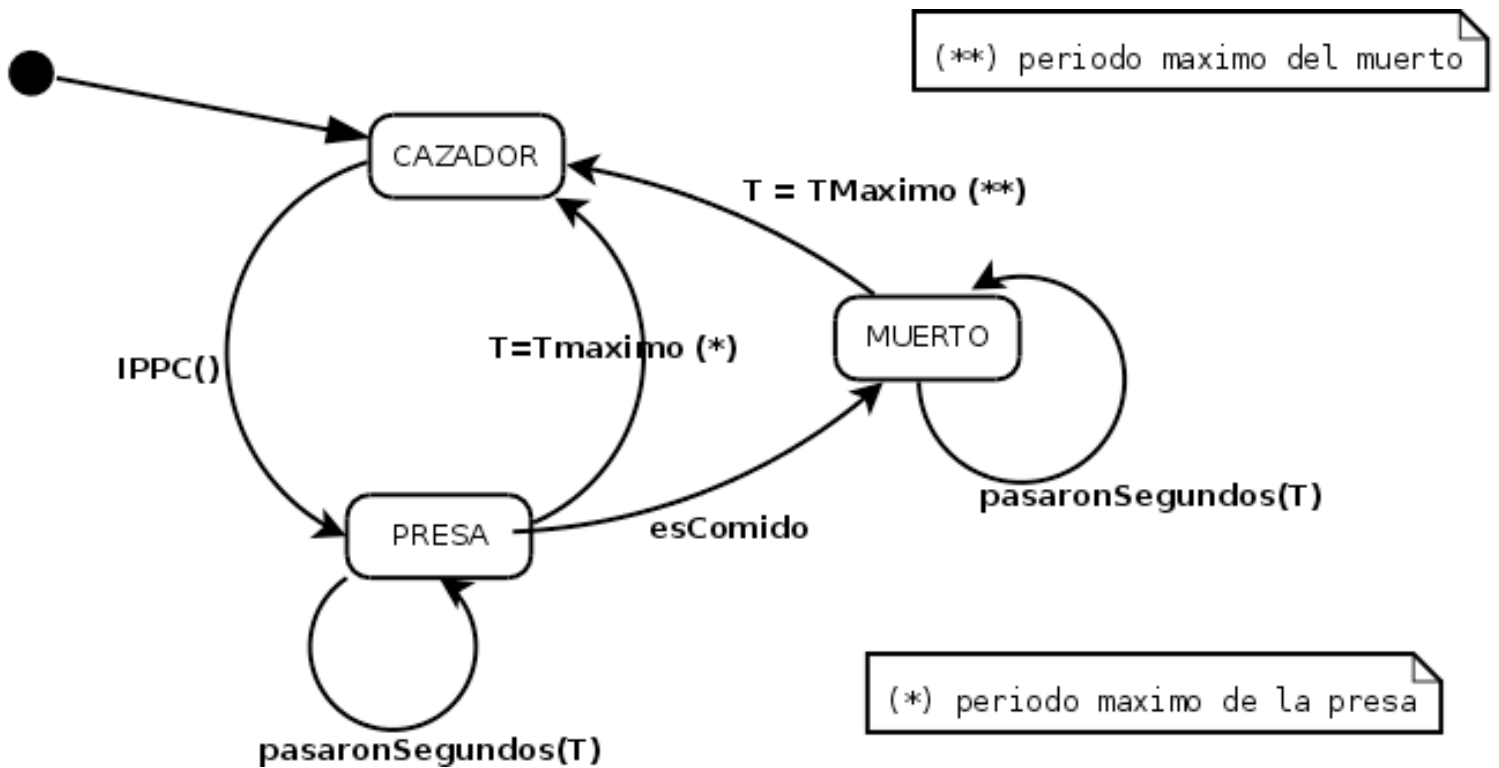 (**) periodo maximo del muerto
CAZADOR
T = TMaximo (**)
T=Tmaximo (*)
MUERTO
IPPC()
pasaronSegundos(T)
PRESA
esComido
(*) periodo maximo de la presa
pasaronSegundos(T)